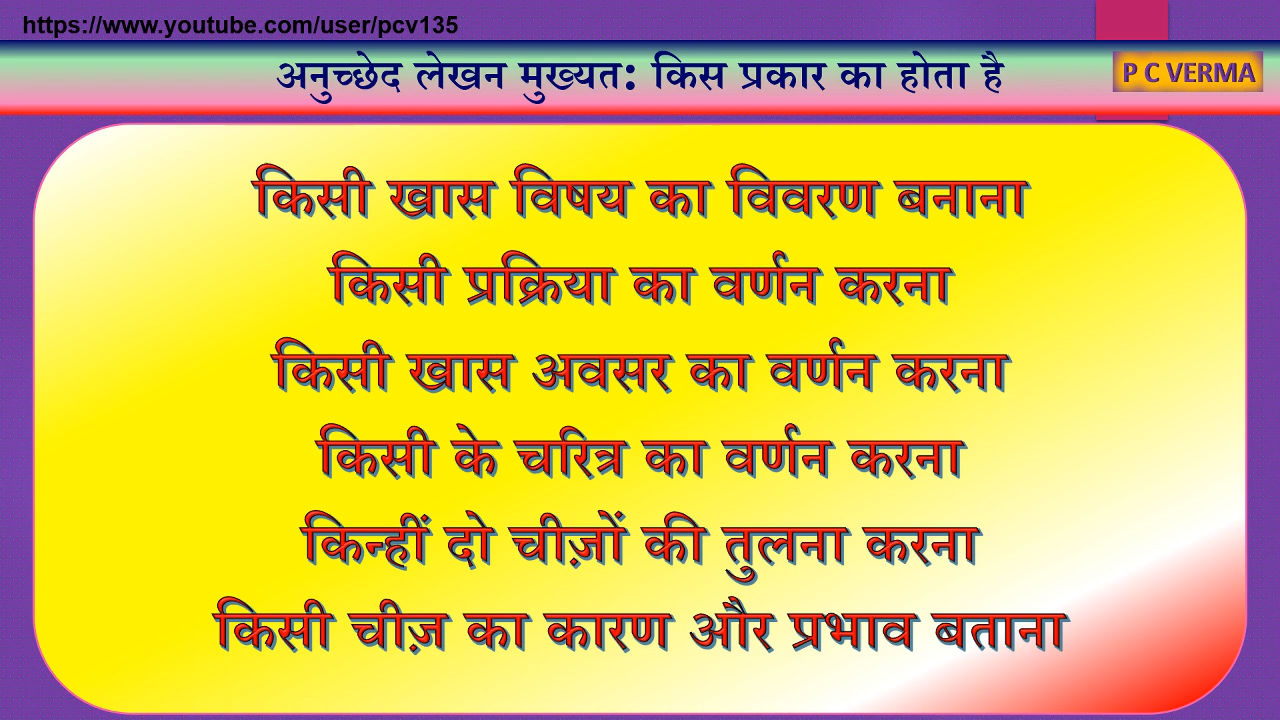 https://www.youtube.com/user/pcv135
अनुच्छेद लेखन मुख्यत: किस प्रकार का होता है
P C VERMA
किसी खास विषय का विवरण बनाना
किसी प्रक्रिया का वर्णन करना
किसी खास अवसर का वर्णन करना
किसी के चरित्र का वर्णन करना
किन्हीं दो चीज़ों की तुलना करना
किसी चीज़ का कारण और प्रभाव बताना